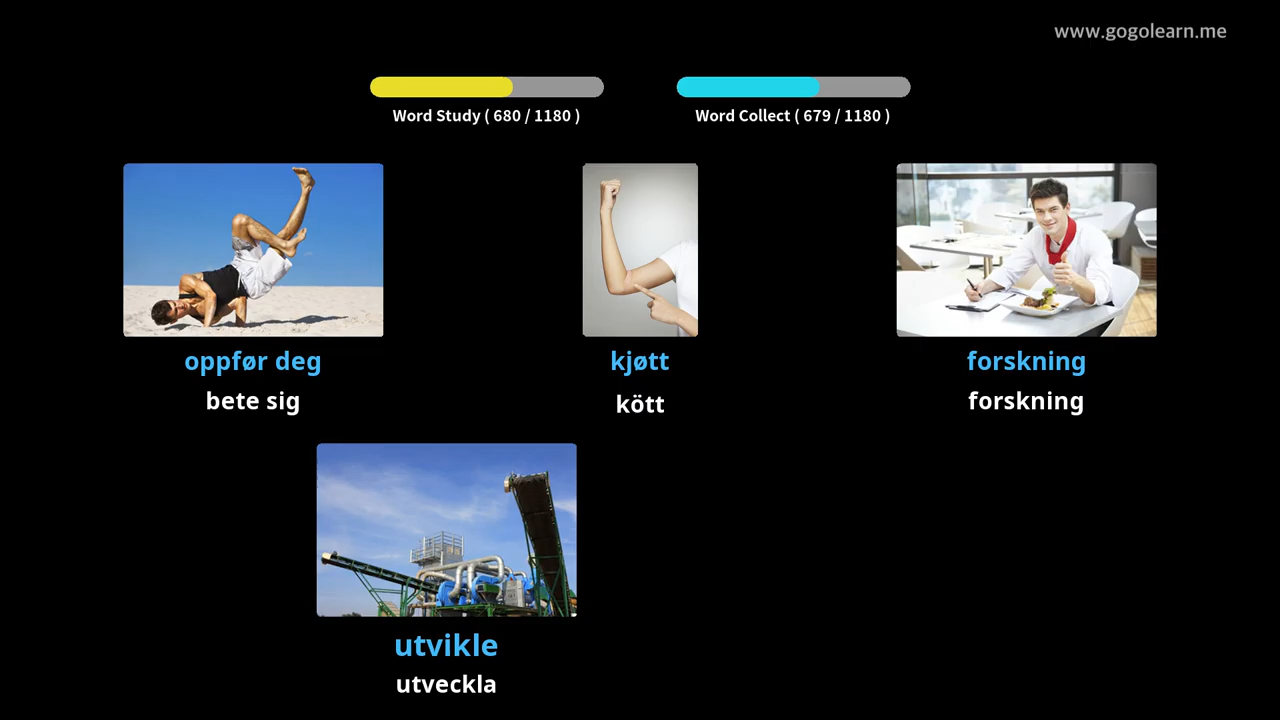 www.gogolearn.me
Word Study ( 680 / 1180 )
Word Collect ( 679 / 1180 )
oppfør deg
kjøtt
forskning
bete sig
kött
forskning
utvikle
utveckla